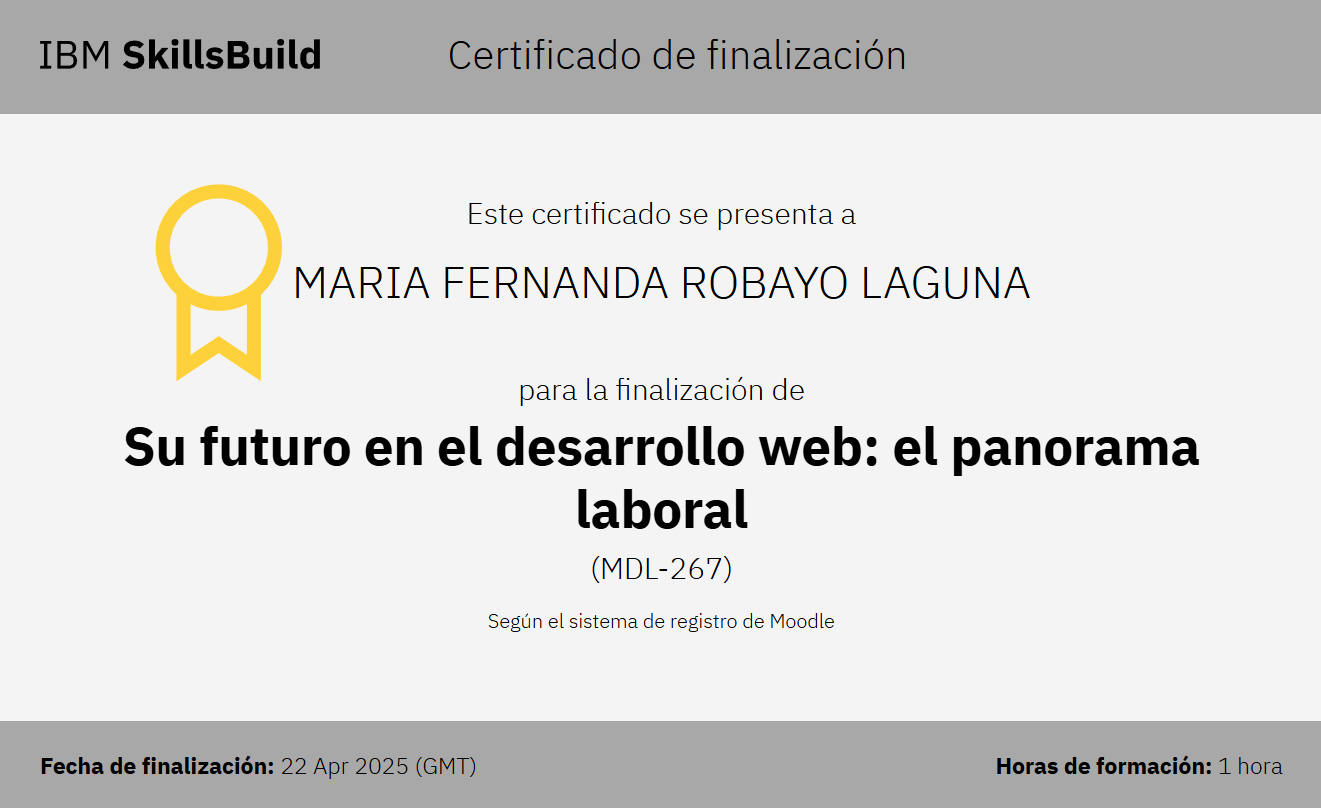 IBM SkillsBuild
Certificado de finalización
Este certificado se presenta a
MARIA FERNANDA ROBAYO LAGUNA
para la finalización de
Su futuro en el desarrollo web: el panorama
laboral
(MDL-267)
Según el sistema de registro de Moodle
Fecha de finalización: 22 Apr 2025 (GMT)
Horas de formación: 1 hora